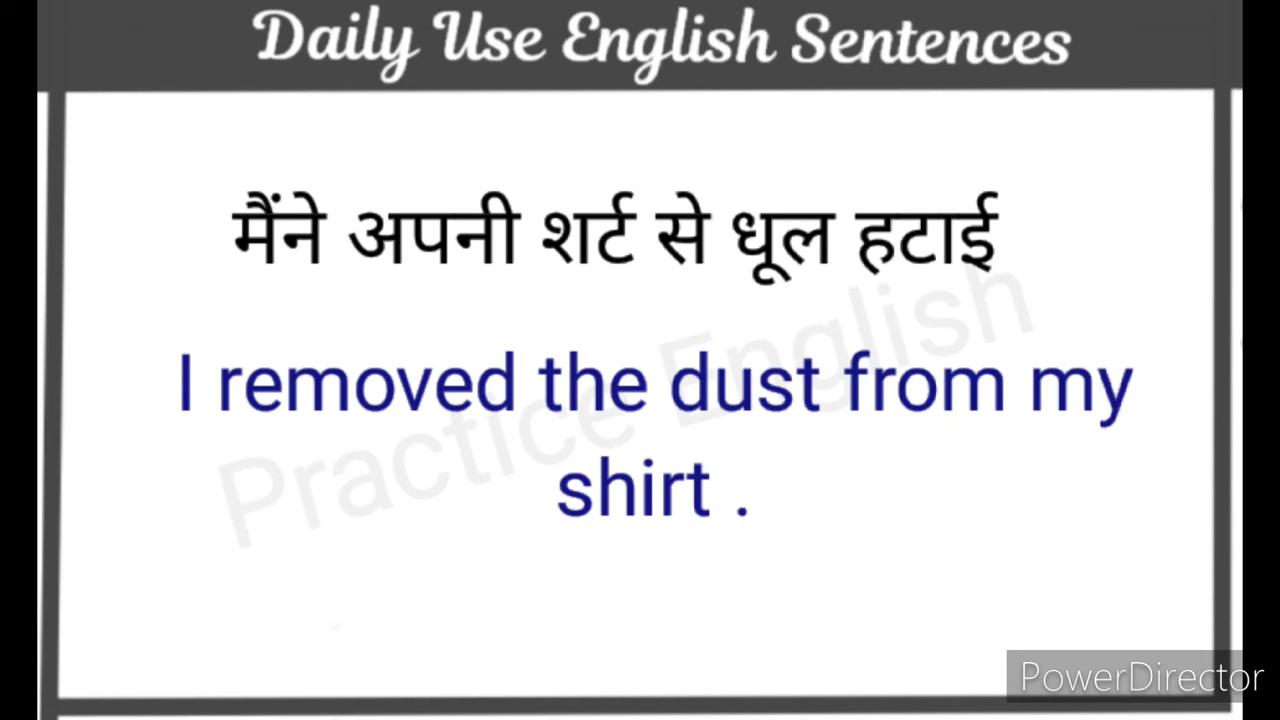 Daily Use English Sentences
मैंने अपनी शर्ट से धूल हटाई
I removed the dust from my
shirt .
Practice English
PowerDirector